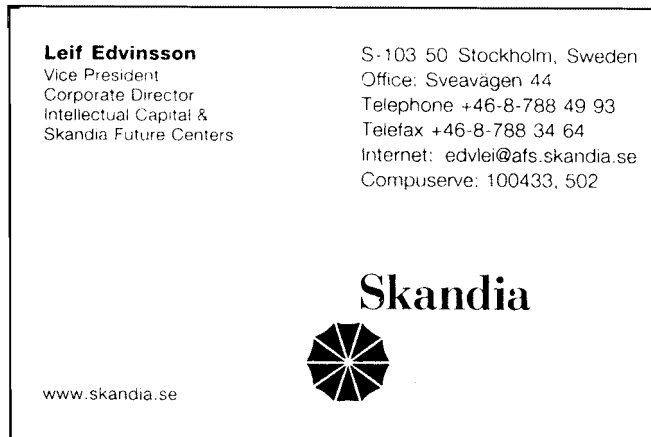 Leif Edvinsson
Vice President
Corporate Director
Intellectual Capital &
Skandia Future Centers
S-103 50 Stockholm, Sweden
Office: Sveavägen 44
Telephone +46-8-788 49 93
Telefax +46-8-788 34 64
Internet: edvlei@afs.skandia.se
Compuserve: 100433, 502
Skandia
www.skandia.se